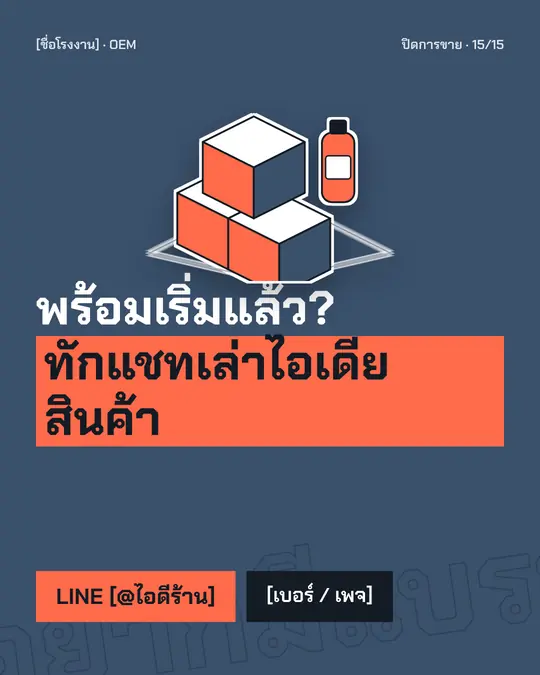 [ชื่อโรงงาน] · OEM
ปิดการขาย · 15/15
พร้อมเริ่มแล้ว?
ทักแชทเล่าไอเดีย
สินค้า
LINE [@ไอดีร้าน]
[เบอร์ / เพจ]